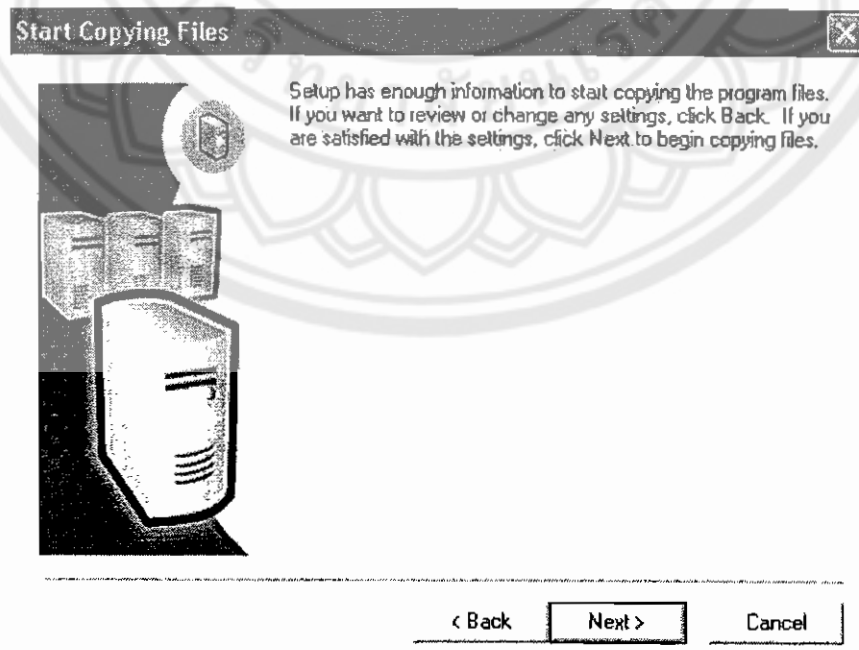 Start Copying Files
Setup has enough information to start copying the program files.
If you want to review or change any settings, click Back. If you
are satisfied with the settings, click Next to begin copying files.
< Back
Next >
Cancel